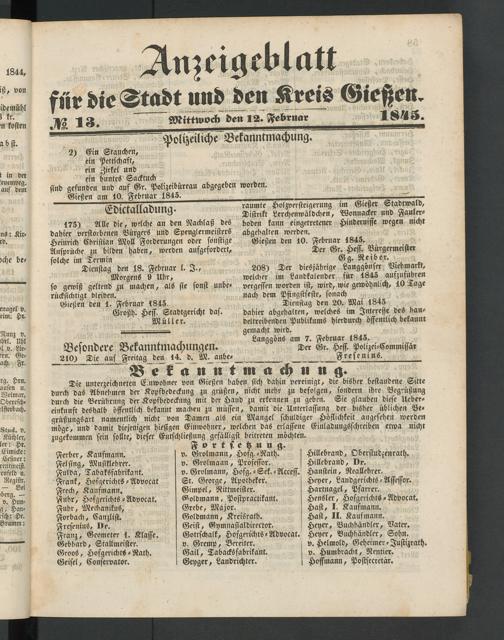 Anzeigeblatt
für die Stadt und den Kreis Gießen.
№ 13. Mittwoch den 12. Februar 1845.
Polizeiliche Bekanntmachung.
2) Ein Stauchen,
ein Petschaft,
ein Zirkel und
ein buntes Sacktuch
sind gefunden und auf Gr. Polizeibüreau abgegeben worden.
Gießen am 10. Februar 1845.
Edictalladung.
175) Alle die, welche an den Nachlaß des
dahier verstorbenen Bürgers und Spenglermeisters
Heinrich Christian Moll Forderungen oder sonstige
Ansprüche zu bilden haben, werden aufgefordert,
solche im Termin
Dienstag den 18. Februar l. J.,
Morgens 9 Uhr,
so gewiß geltend zu machen, als sie sonst unbe-
rücksichtigt bleiben.
Gießen den 1. Februar 1845.
Großh. Hess. Stadtgericht das.
Müller.
Besondere Bekanntmachungen.
210) Die auf Freitag den 14. d. M. anbe-
raumte Holzversteigerung im Gießer Stadtwald,
Distrikt Lerchenwäldchen, Wonnacker und Fauler-
boden kann eingetretener Hindernisse wegen nicht
abgehalten werden.
Gießen den 10. Februar 1845.
Der Gr. Hess. Bürgermeister
Gg. Reiber.
208) Der diesjährige Langgönser Viehmarkt,
welcher im Landkalender für 1845 aufzuführen
vergessen worden ist, wird, wie gewöhnlich, 10 Tage
nach dem Pfingstfeste, sonach
Dienstag den 20. Mai 1845
dahier abgehalten, welches im Interesse des han-
deltreibenden Publikums hierdurch öffentlich bekannt
gemacht wird.
Langgöns am 7. Februar 1845.
Der Gr. Hess. Polizei-Commissär
Fresenius.
Bekanntmachung.
Die unterzeichneten Einwohner von Gießen haben sich dahin vereinigt, die bisher bestandene Sitte
durch das Abnehmen der Kopfbedeckung zu grüßen, nicht mehr zu befolgen, sondern ihre Begrüßung
durch die Berührung der Kopfbedeckung mit der Hand zu erkennen zu geben. Sie glauben diese Ueber-
einkunft deshalb öffentlich bekannt machen zu müssen, damit die Unterlassung der bisher üblichen Be-
grüßungsart namentlich nicht von Damen als ein Mangel schuldiger Höflichkeit angesehen werden
möge, und damit diejenigen hiesigen Einwohner, welchen das erlassene Einladungsschreiben etwa nicht
zugekommen sein sollte, dieser Entschließung gefälligst beitreten möchten.
Fortsetzung.
Ferber, Kaufmann.
Felsing, Musiklehrer.
Fulda, Tabaksfabrikant.
Frank, Hofgerichts-Advocat
Frech, Kaufmann.
Fuhr, Hofgerichts-Advocat.
Fuhr, Mechanikus,
Forbach, Canzlist.
Fresenius, Dr.
Franz, Geometer 1. Klasse.
Gebhard, Stallmeister.
Groos, Hofgerichts-Rath.
Geisel, Conservator.
v. Grolmann, Hofg.-Rath.
v. Grolman, Professor.
v. Grolmann, Hofg.-Sek.-Access.
St. George, Apotheker.
Gimpel, Rittmeister.
Goldmann, Postpractikant.
Grebe, Major.
Goldmann, Kreisrath.
Geist, Gymnasialdirector.
Gottschalk, Hofgerichts-Advocat
v. Gremp, Bereiter.
Gail, Tabaksfabrikant.
Geyger, Landrichter.
Hillebrand, Oberstudienrath.
Hillebrand, Dr.
Hanstein, Reallehrer.
Heyer, Landgerichts-Assessor.
Hartnagel, Pfarrer.
Hensler, Hofgerichts-Advocat.
Hast, I. Kaufmann.
Hast, II. Kaufmann.
Heyer, Buchhändler, Vater.
Heyer, Buchhändler, Sohn.
v. Helmold, Geheimer-Justizrath.
v. Humbracht, Rentier.
Hoffmann, Postsecretär.